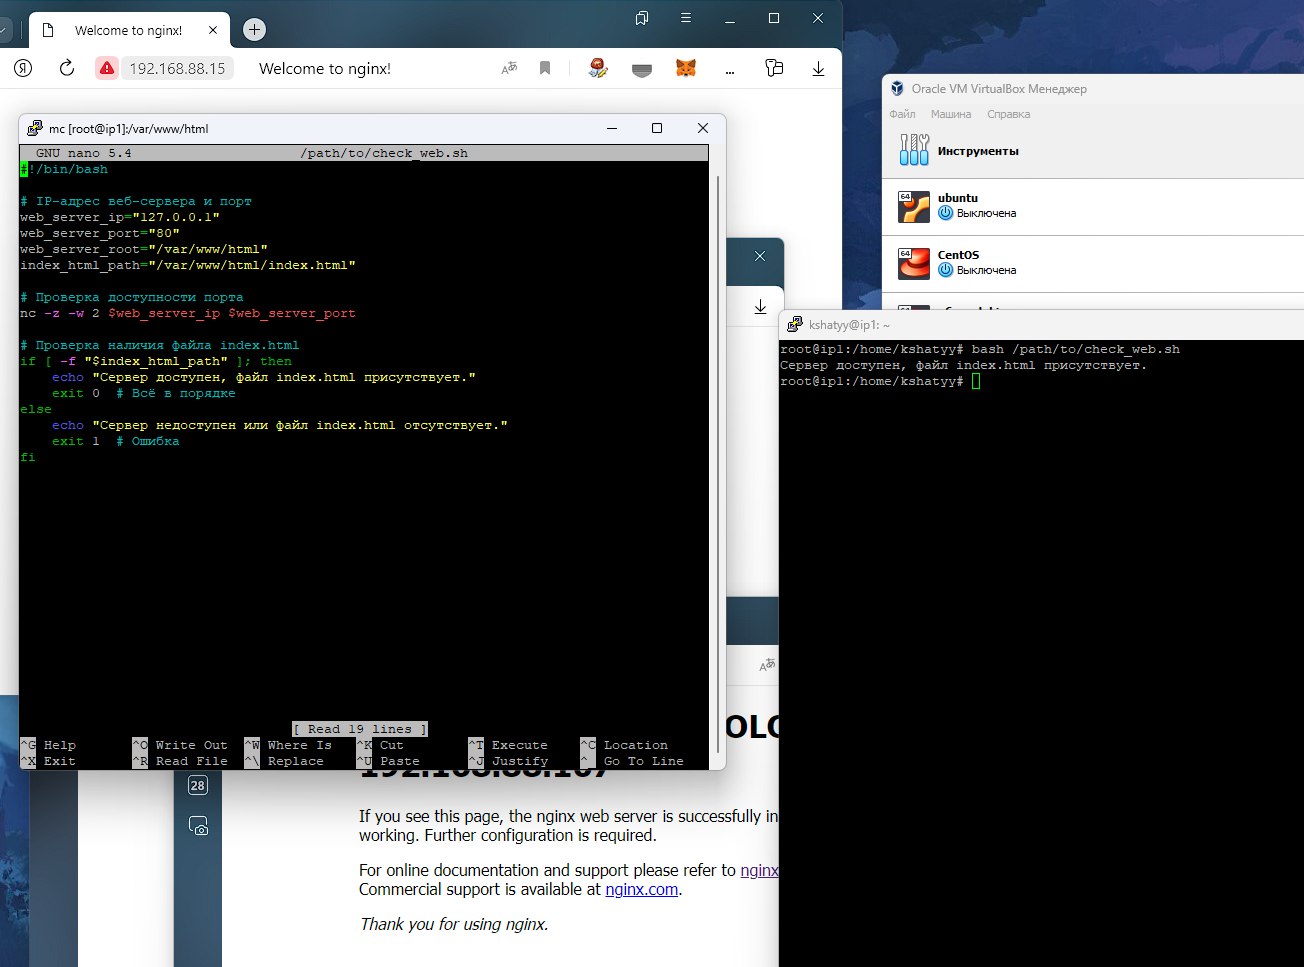 Welcome to nginx!
192.168.88.15
Welcome to nginx!
mc [root@ip1]:/var/www/html
GNU nano 5.4 /path/to/check_web.sh
#!/bin/bash
# IP-адрес веб-сервера и порт
web_server_ip="127.0.0.1"
web_server_port="80"
web_server_root="/var/www/html"
index_html_path="/var/www/html/index.html"
# Проверка доступности порта
nc -z -w 2 $web_server_ip $web_server_port
# Проверка наличия файла index.html
if [ -f "$index_html_path" ]; then
echo "Сервер доступен, файл index.html присутствует."
exit 0 # Всё в порядке
else
echo "Сервер недоступен или файл index.html отсутствует."
exit 1 # Ошибка
fi
[ Read 19 lines ]
^G Help ^O Write Out ^W Where Is ^K Cut ^T Execute ^C Location
^X Exit ^R Read File ^\ Replace ^U Paste ^J Justify ^_ Go To Line
Oracle VM VirtualBox Менеджер
Файл Машина Справка
Инструменты
64 ubuntu
Выключена
64 CentOS
Выключена
kshatyy@ip1: ~
root@ip1:/home/kshatyy# bash /path/to/check_web.sh
Сервер доступен, файл index.html присутствует.
root@ip1:/home/kshatyy#
28
If you see this page, the nginx web server is successfully in
working. Further configuration is required.
For online documentation and support please refer to nginx
Commercial support is available at nginx.com.
Thank you for using nginx.